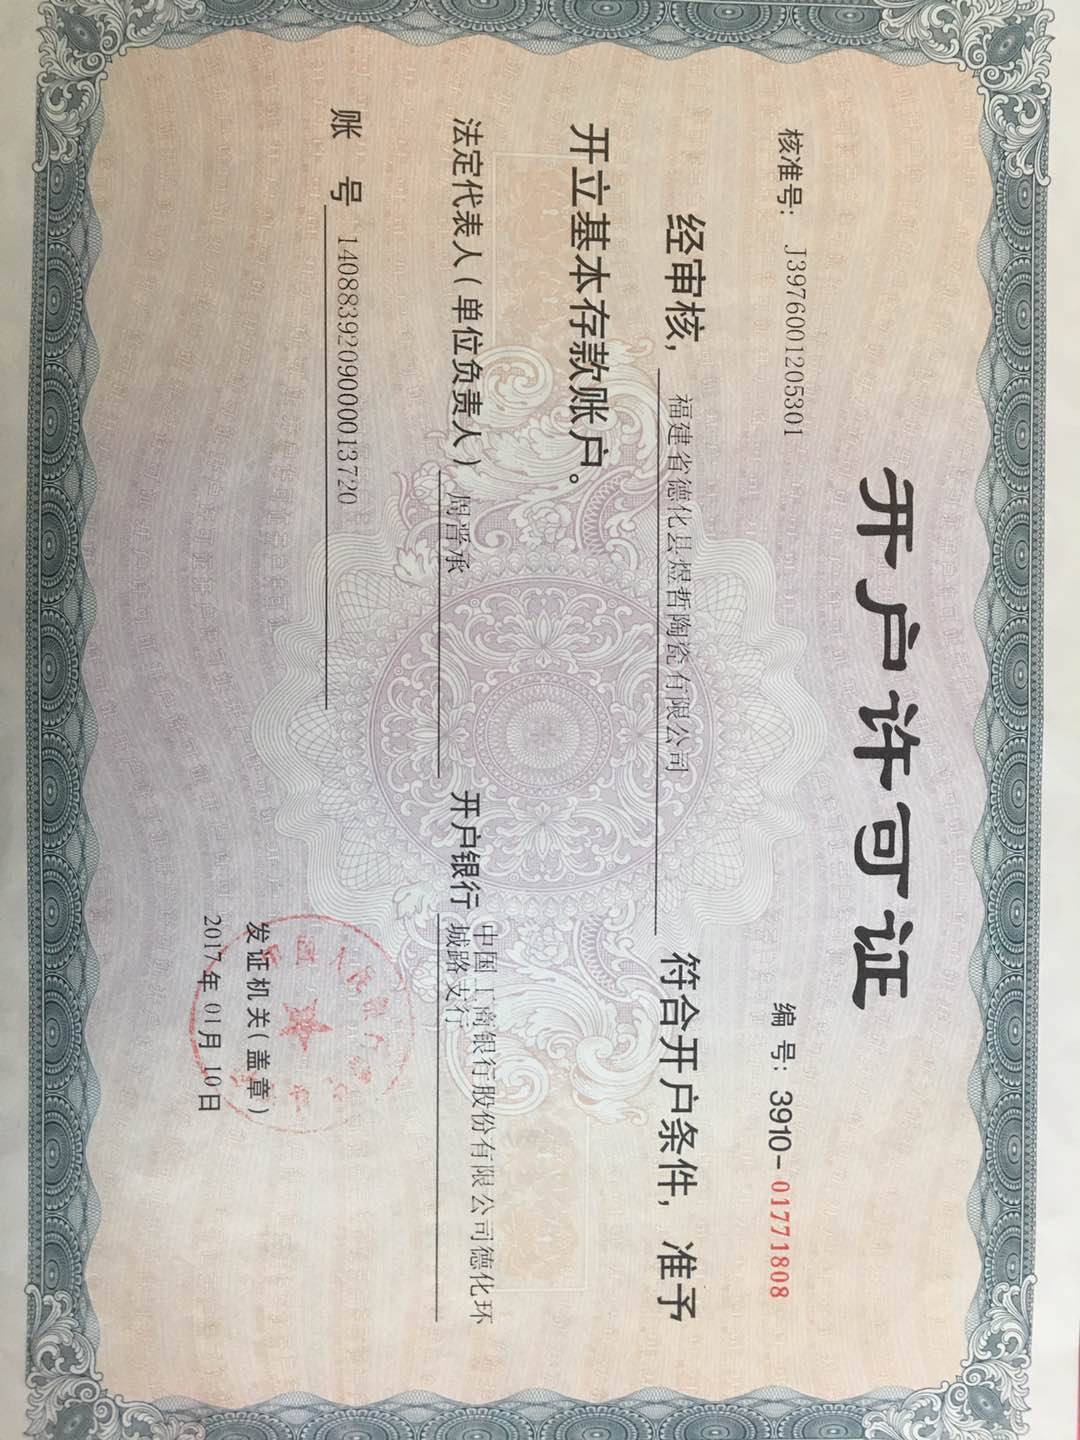 开户许可证
核准号: J3976001205301
编号: 3910-01771808
经审核, 福建省德化县煜哲陶瓷有限公司 符合开户条件, 准予
开立基本存款账户。
法定代表人(单位负责人) 周晋承 开户银行 中国工商银行股份有限公司德化环
城路支行
账 号 1408839209000013720
发证机关(盖章)
2017 年 01月 10日